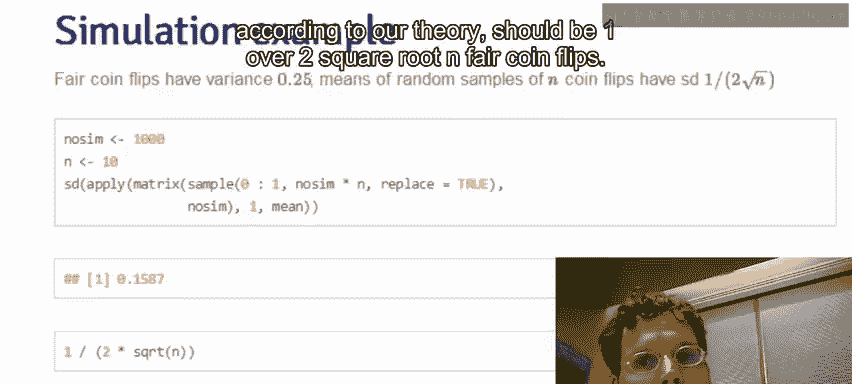 Simulation example
according to our theory, should be 1
over 2 square root n fair coin flips.
Fair coin flips have variance 0.25, means of random samples of n coin flips have sd 1/(2√n)
nosim <- 1000
n <- 10
sd(apply(matrix(sample(0 : 1, nosim * n, replace = TRUE),
nosim), 1, mean))
## [1] 0.1587
1 / (2 * sqrt(n))